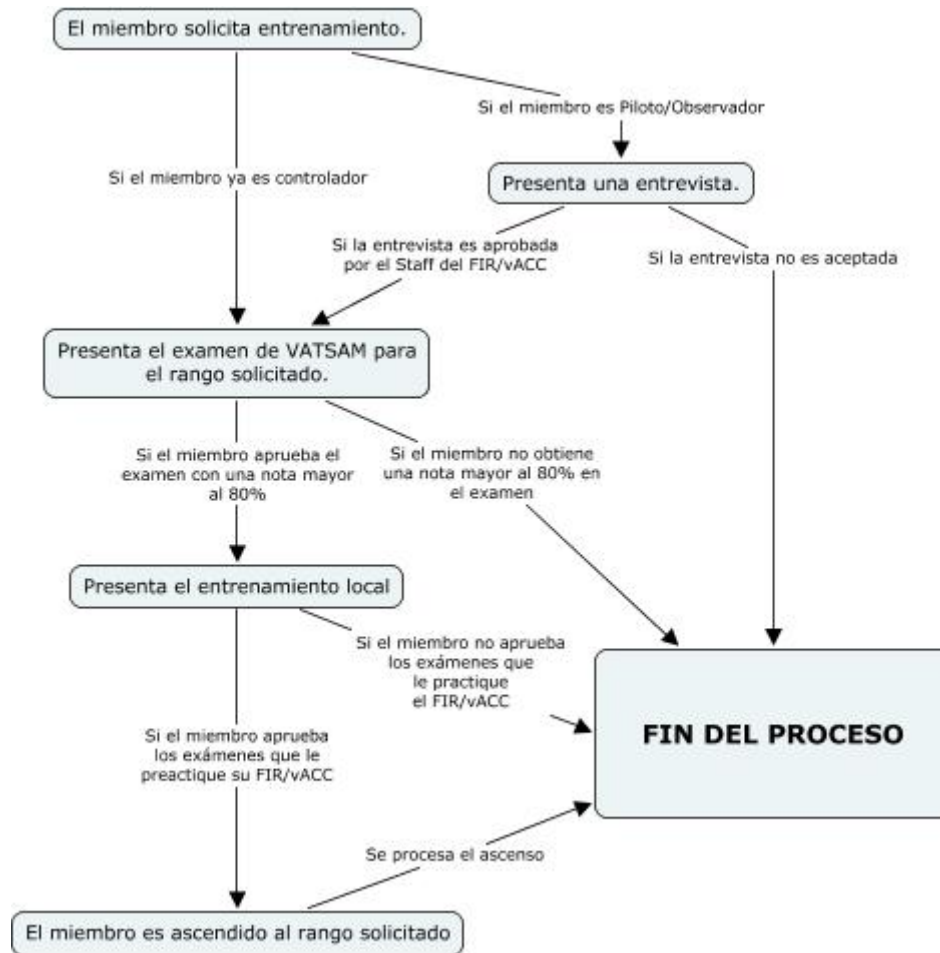 El miembro solicita entrenamiento.
Si el miembro es Piloto/Observador
Si el miembro ya es controlador
Presenta una entrevista.
Si la entrevista es aprobada
por el Staff del FIR/vACC
Si la entrevista no es aceptada
Presenta el examen de VATSAM para
el rango solicitado.
Si el miembro aprueba el
examen con una nota mayor
al 80%
Si el miembro no obtiene
una nota mayor al 80% en
el examen
Presenta el entrenamiento local
Si el miembro no aprueba
los exámenes que
le practique
el FIR/vACC
Si el miembro aprueba
los exámenes que le
preactique su FIR/vACC
FIN DEL PROCESO
Se procesa el ascenso
El miembro es ascendido al rango solicitado